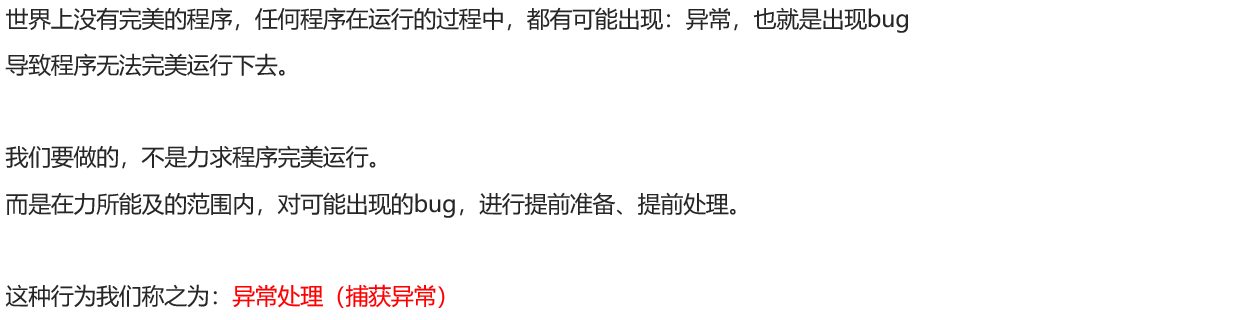 世界上没有完美的程序，任何程序在运行的过程中，都有可能出现：异常，也就是出现bug
导致程序无法完美运行下去。
我们要做的，不是力求程序完美运行。
而是在力所能及的范围内，对可能出现的bug，进行提前准备、提前处理。
这种行为我们称之为：异常处理（捕获异常）